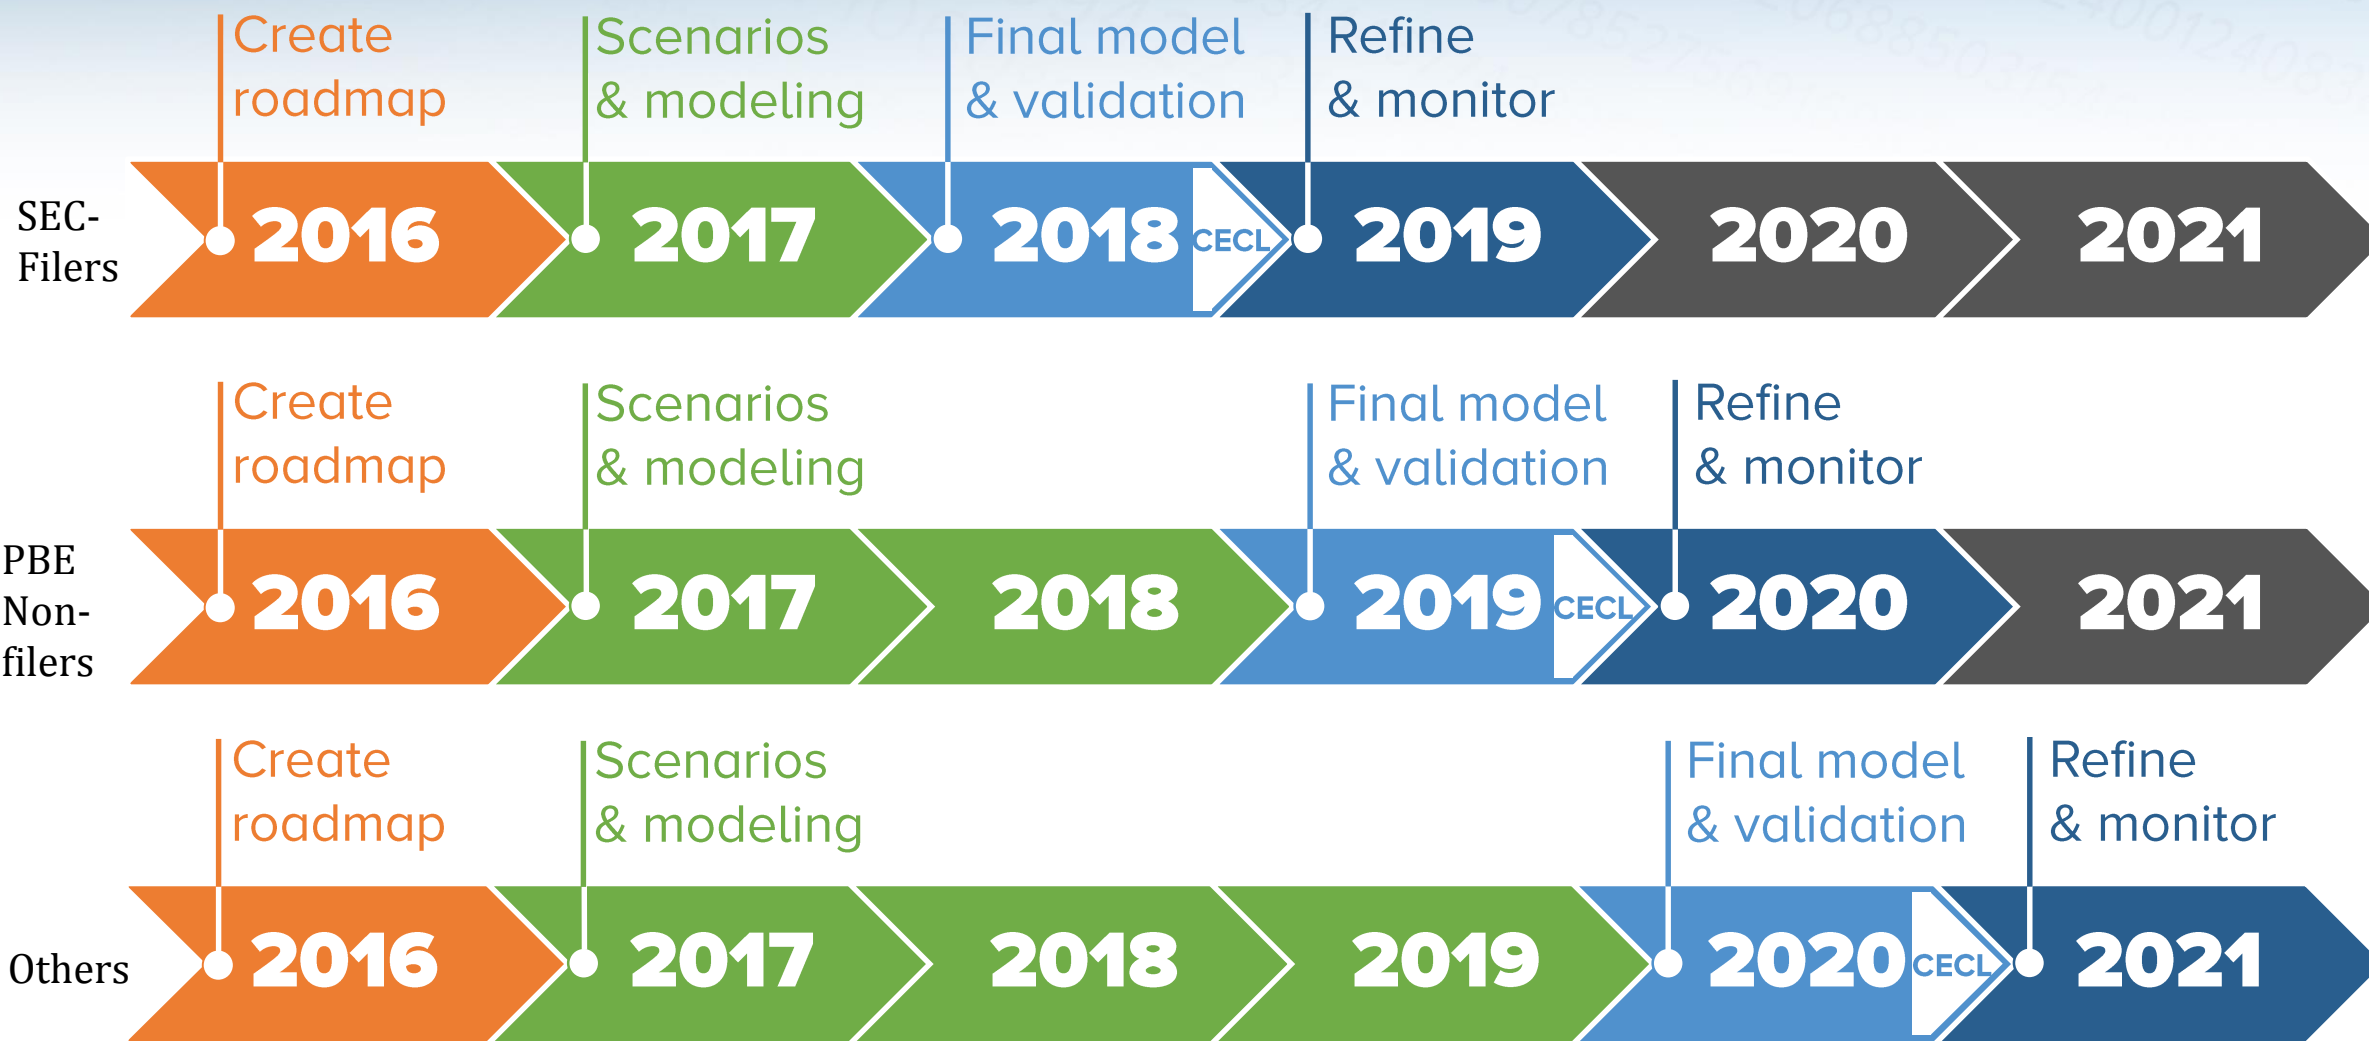 Create
roadmap
Scenarios
& modeling
Final model
& validation
Refine
& monitor
SEC-
Filers
2016
2017
2018
CECL
2019
2020
2021
Create
roadmap
Scenarios
& modeling
Final model
& validation
Refine
& monitor
PBE
Non-
filers
2016
2017
2018
2019
CECL
2020
2021
Create
roadmap
Scenarios
& modeling
Final model
& validation
Refine
& monitor
Others
2016
2017
2018
2019
2020
CECL
2021